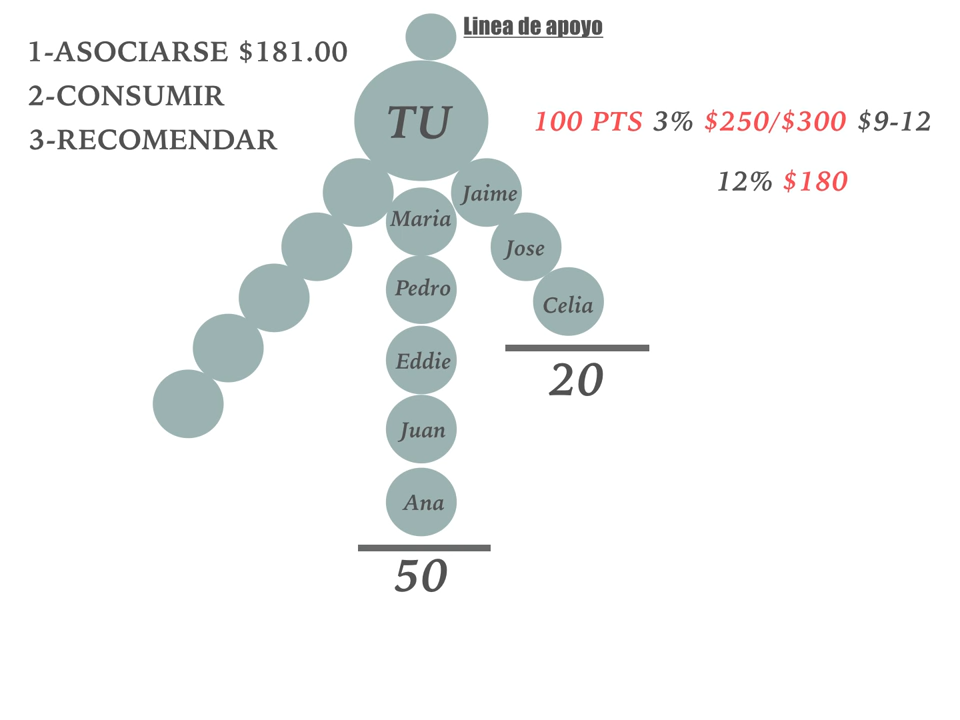 Linea de apoyo
1-ASOCIARSE $181.00
2-CONSUMIR
3-RECOMENDAR
TU
100 PTS 3% $250/$300 $9-12
12% $180
Jaime
Maria
Jose
Pedro
Celia
Eddie
20
Juan
Ana
50